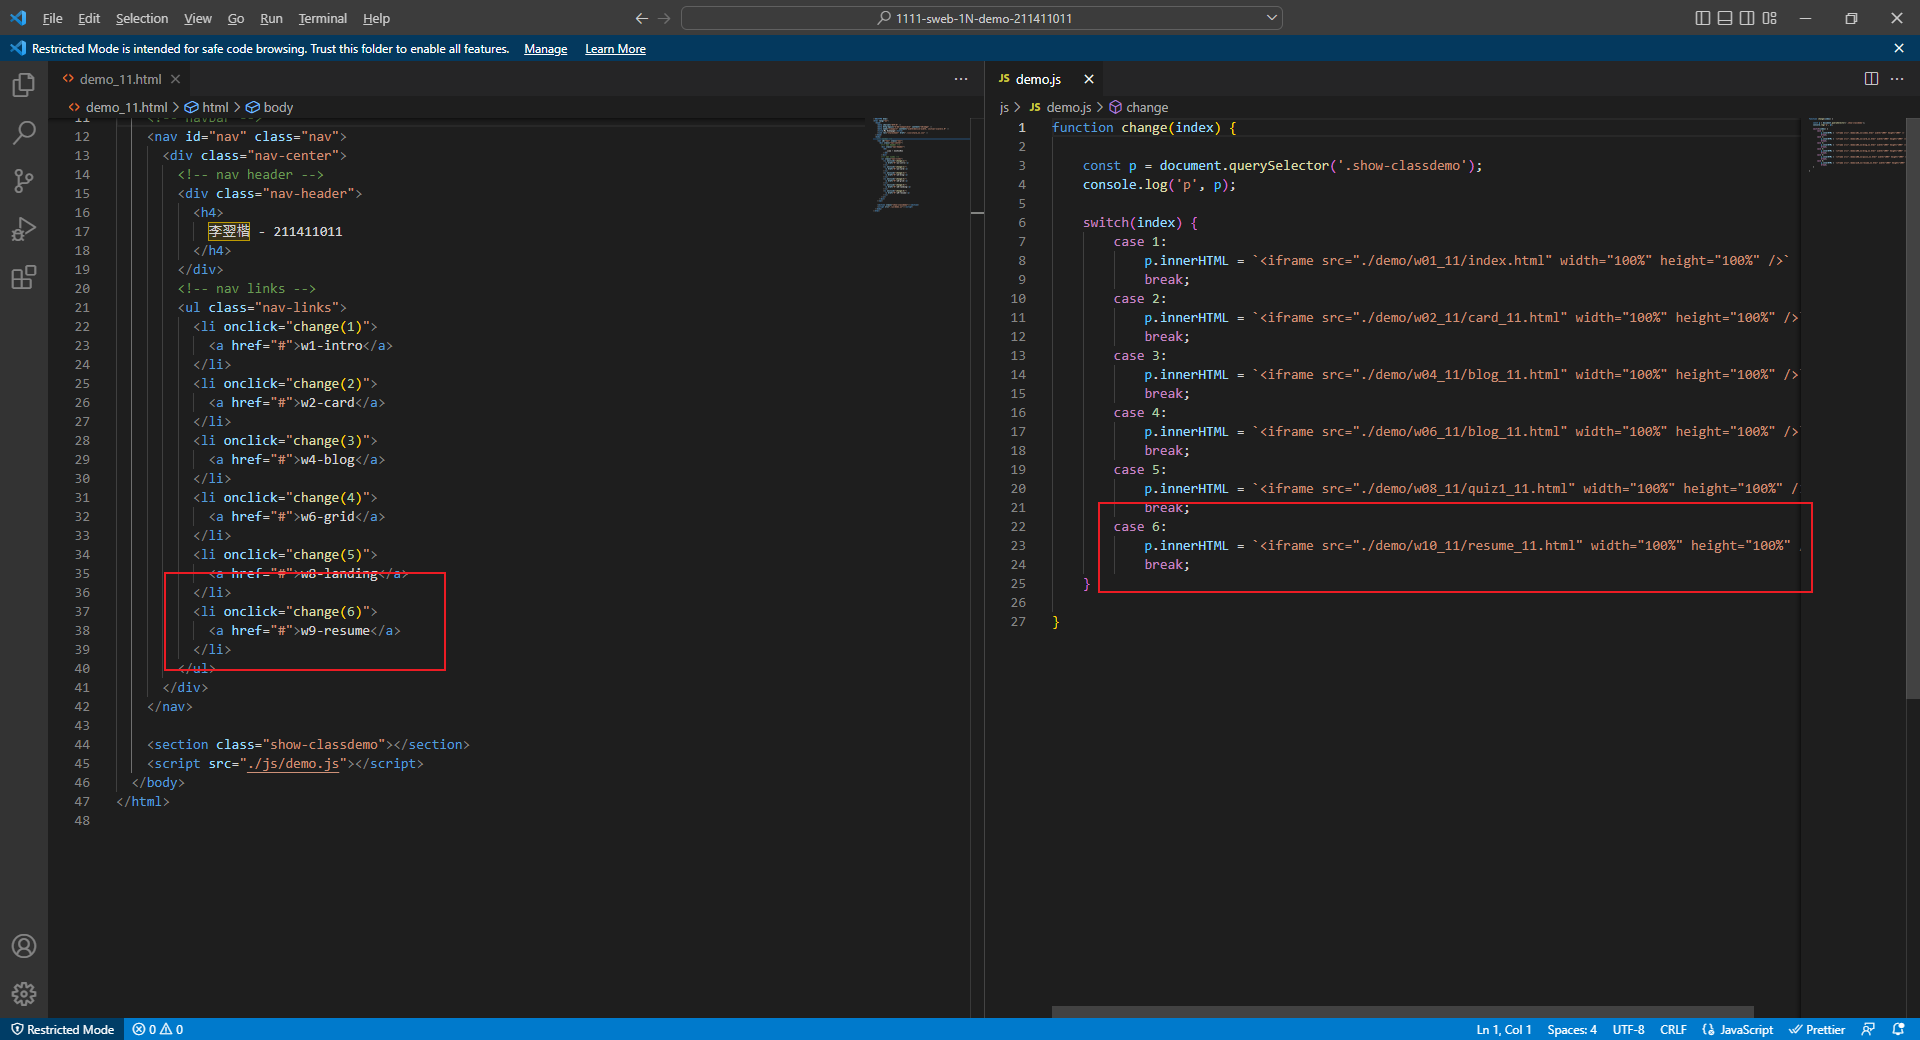 File Edit Selection View Go Run Terminal Help
1111-sweb-1N-demo-211411011
Restricted Mode is intended for safe code browsing. Trust this folder to enable all features. Manage Learn More
demo_11.html
demo_11.html > html > body
11 <!-- navbar -->
12 <nav id="nav" class="nav">
13 <div class="nav-center">
14 <!-- nav header -->
15 <div class="nav-header">
16 <h4>
17 李翌楷 - 211411011
18 </h4>
19 </div>
20 <!-- nav links -->
21 <ul class="nav-links">
22 <li onclick="change(1)">
23 <a href="#">w1-intro</a>
24 </li>
25 <li onclick="change(2)">
26 <a href="#">w2-card</a>
27 </li>
28 <li onclick="change(3)">
29 <a href="#">w4-blog</a>
30 </li>
31 <li onclick="change(4)">
32 <a href="#">w6-grid</a>
33 </li>
34 <li onclick="change(5)">
35 <a href="#">w8-landing</a>
36 </li>
37 <li onclick="change(6)">
38 <a href="#">w9-resume</a>
39 </li>
40 </ul>
41 </div>
42 </nav>
43
44 <section class="show-classdemo"></section>
45 <script src="./js/demo.js"></script>
46 </body>
47 </html>
48
JS demo.js
js > JS demo.js > change
1 function change(index) {
2
3 const p = document.querySelector('.show-classdemo');
4 console.log('p', p);
5
6 switch(index) {
7 case 1:
8 p.innerHTML = `<iframe src="./demo/w01_11/index.html" width="100%" height="100%" />`
9 break;
10 case 2:
11 p.innerHTML = `<iframe src="./demo/w02_11/card_11.html" width="100%" height="100%" />
12 break;
13 case 3:
14 p.innerHTML = `<iframe src="./demo/w04_11/blog_11.html" width="100%" height="100%" />
15 break;
16 case 4:
17 p.innerHTML = `<iframe src="./demo/w06_11/blog_11.html" width="100%" height="100%" />
18 break;
19 case 5:
20 p.innerHTML = `<iframe src="./demo/w08_11/quiz1_11.html" width="100%" height="100%" /
21 break;
22 case 6:
23 p.innerHTML = `<iframe src="./demo/w10_11/resume_11.html" width="100%" height="100%"
24 break;
25 }
26
27 }
Restricted Mode 0 0
Ln 1, Col 1 Spaces: 4 UTF-8 CRLF JavaScript Prettier